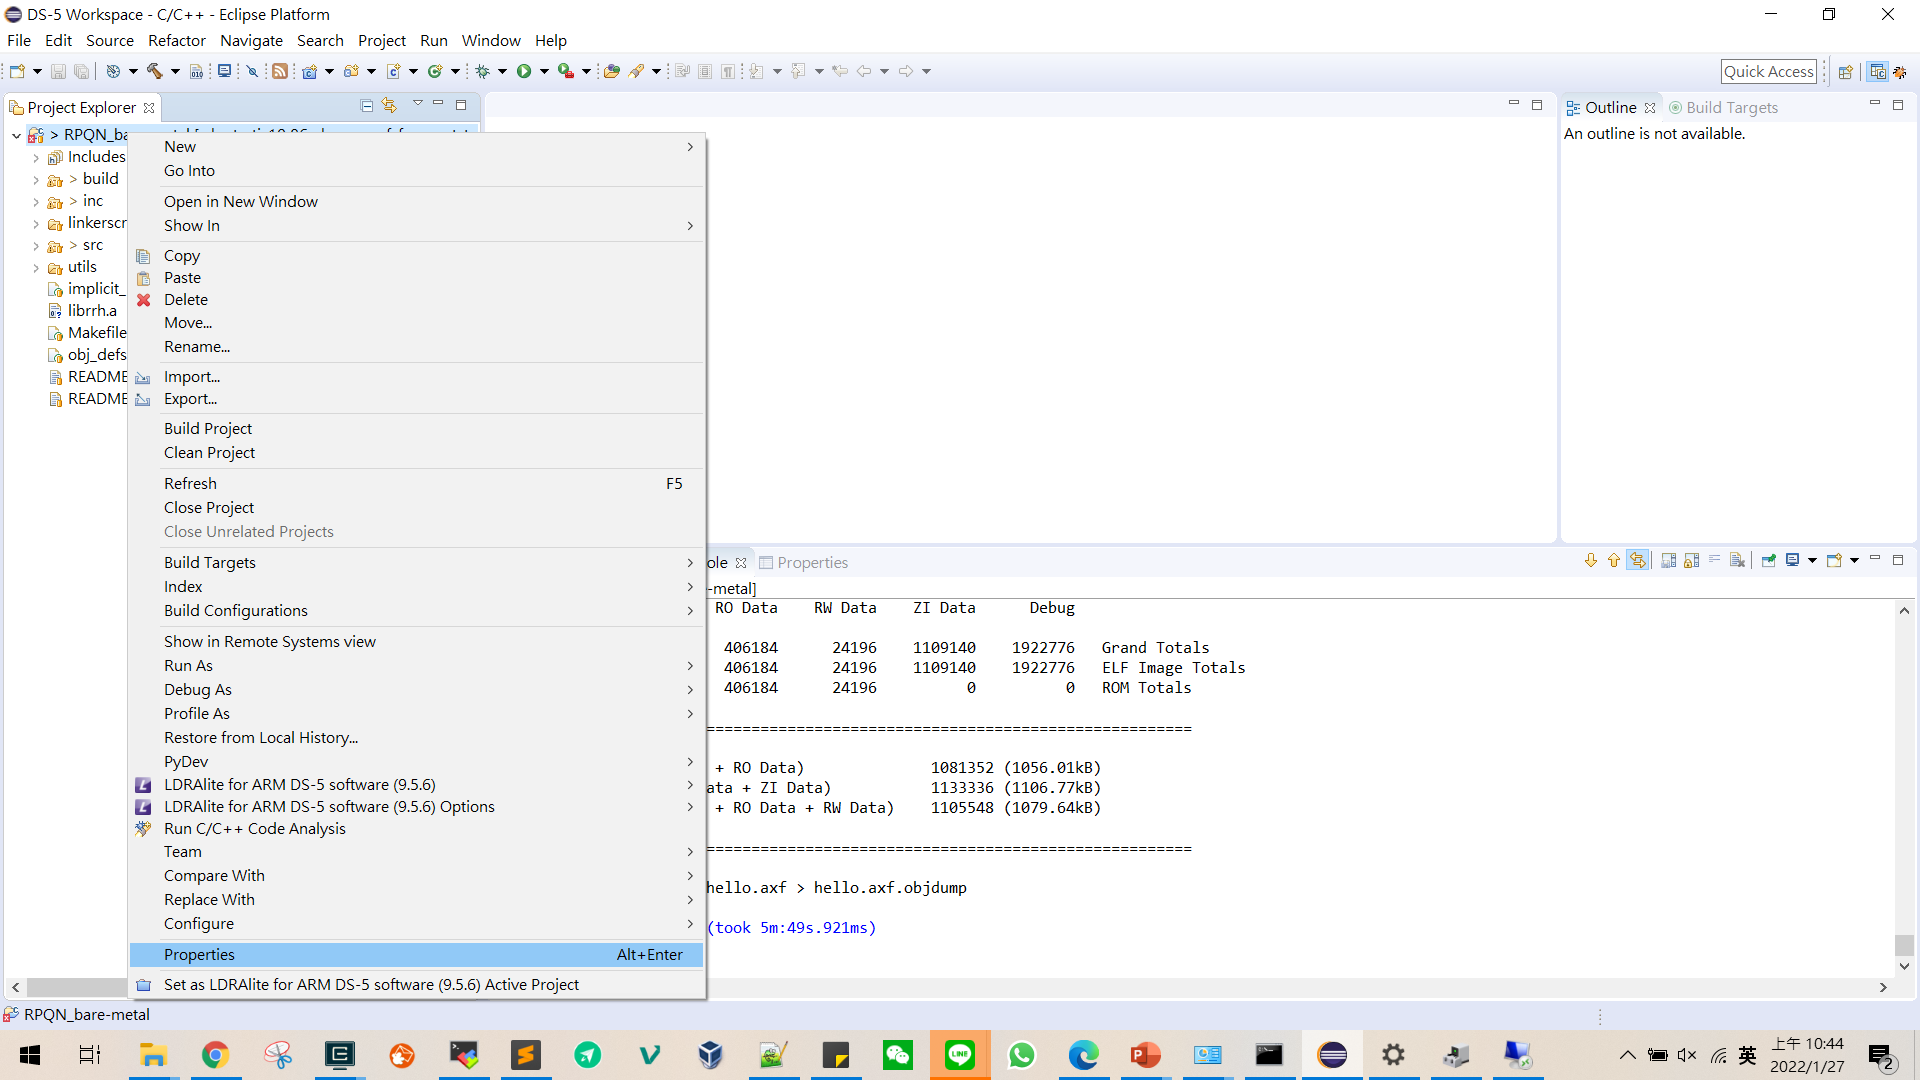 DS-5 Workspace - C/C++ - Eclipse Platform
File Edit Source Refactor Navigate Search Project Run Window Help
Quick Access
Project Explorer
> RPQN_ba
Includes
> build
> inc
linkerscr
> src
utils
implicit_
librrh.a
Makefile
obj_defs
README
README
New
Go Into
Open in New Window
Show In
Copy
Paste
Delete
Move...
Rename...
Import...
Export...
Build Project
Clean Project
Refresh F5
Close Project
Close Unrelated Projects
Build Targets
Index
Build Configurations
Show in Remote Systems view
Run As
Debug As
Profile As
Restore from Local History...
PyDev
LDRAlite for ARM DS-5 software (9.5.6)
LDRAlite for ARM DS-5 software (9.5.6) Options
Run C/C++ Code Analysis
Team
Compare With
Replace With
Configure
Properties Alt+Enter
Set as LDRAlite for ARM DS-5 software (9.5.6) Active Project
Outline Build Targets
An outline is not available.
ole Properties
-metal]
RO Data RW Data ZI Data Debug
406184 24196 1109140 1922776 Grand Totals
406184 24196 1109140 1922776 ELF Image Totals
406184 24196 0 0 ROM Totals
======================================================
+ RO Data) 1081352 (1056.01kB)
ata + ZI Data) 1133336 (1106.77kB)
+ RO Data + RW Data) 1105548 (1079.64kB)
======================================================
hello.axf > hello.axf.objdump
(took 5m:49s.921ms)
RPQN_bare-metal
英
上午 10:44
2022/1/27
2